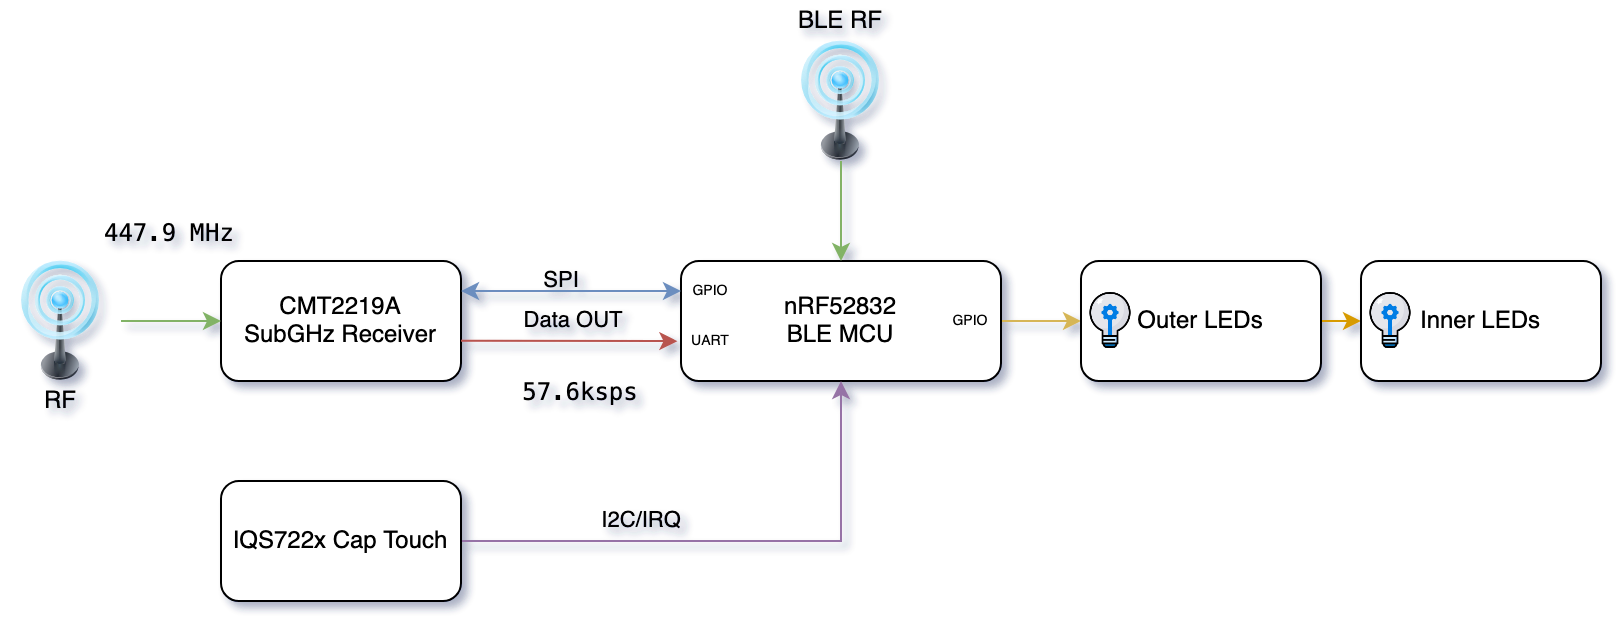 BLE RF
447.9 MHz
RF
CMT2219A
SubGHz Receiver
SPI
Data OUT
57.6ksps
GPIO
UART
nRF52832
BLE MCU
GPIO
Outer LEDs
Inner LEDs
IQS722x Cap Touch
I2C/IRQ